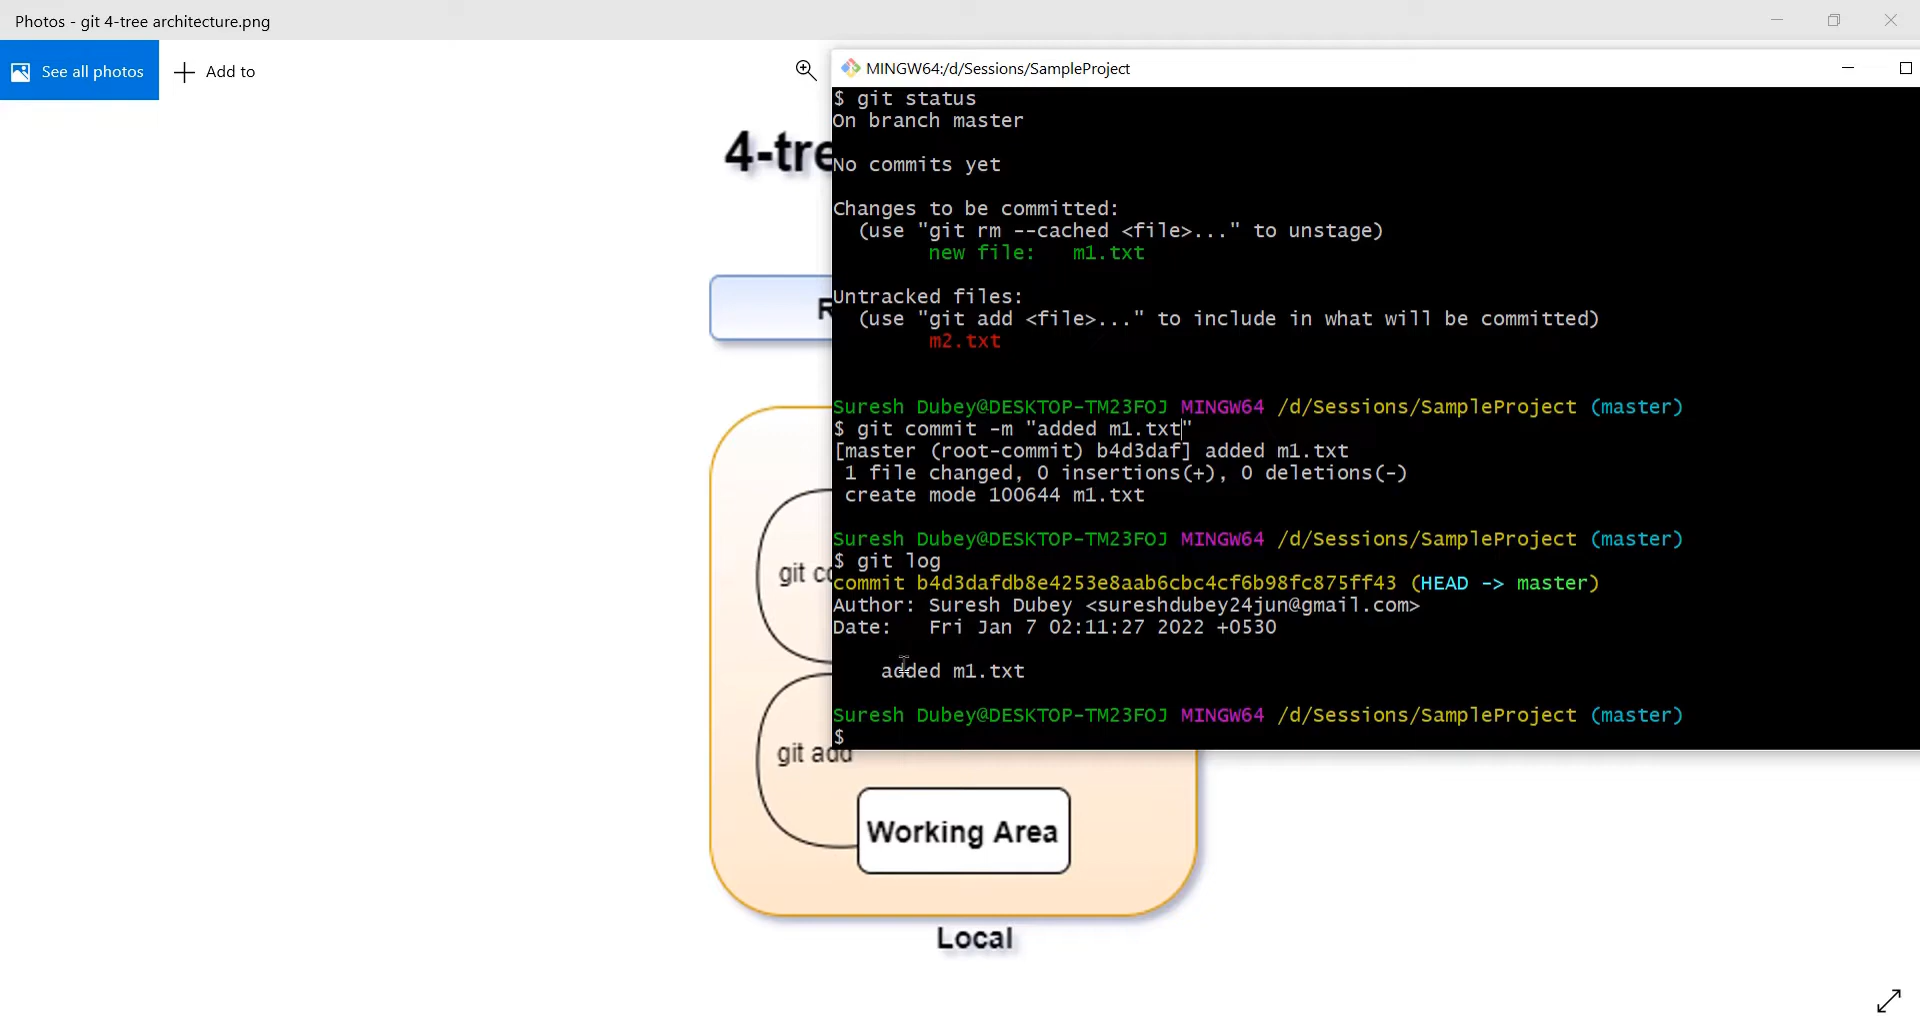 Photos - git 4-tree architecture.png
See all photos
Add to
MINGW64:/d/Sessions/SampleProject
4-tre
R
git co
git add
Working Area
Local
$ git status
On branch master
No commits yet
Changes to be committed:
(use "git rm --cached <file>..." to unstage)
new file: m1.txt
Untracked files:
(use "git add <file>..." to include in what will be committed)
m2.txt
Suresh Dubey@DESKTOP-TM23FOJ MINGW64 /d/Sessions/SampleProject (master)
$ git commit -m "added m1.txt"
[master (root-commit) b4d3daf] added m1.txt
1 file changed, 0 insertions(+), 0 deletions(-)
create mode 100644 m1.txt
Suresh Dubey@DESKTOP-TM23FOJ MINGW64 /d/Sessions/SampleProject (master)
$ git log
commit b4d3dafdb8e4253e8aab6cbc4cf6b98fc875ff43 (HEAD -> master)
Author: Suresh Dubey <sureshdubey24jun@gmail.com>
Date: Fri Jan 7 02:11:27 2022 +0530
added m1.txt
Suresh Dubey@DESKTOP-TM23FOJ MINGW64 /d/Sessions/SampleProject (master)
$